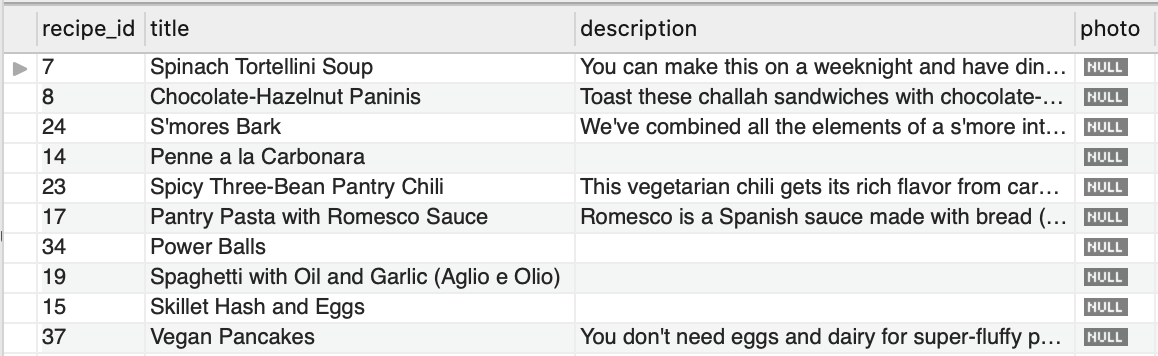 recipe_id title description photo
7 Spinach Tortellini Soup You can make this on a weeknight and have din... NULL
8 Chocolate-Hazelnut Paninis Toast these challah sandwiches with chocolate-... NULL
24 S'mores Bark We've combined all the elements of a s'more int... NULL
14 Penne a la Carbonara NULL
23 Spicy Three-Bean Pantry Chili This vegetarian chili gets its rich flavor from car... NULL
17 Pantry Pasta with Romesco Sauce Romesco is a Spanish sauce made with bread (... NULL
34 Power Balls NULL
19 Spaghetti with Oil and Garlic (Aglio e Olio) NULL
15 Skillet Hash and Eggs NULL
37 Vegan Pancakes You don't need eggs and dairy for super-fluffy p... NULL